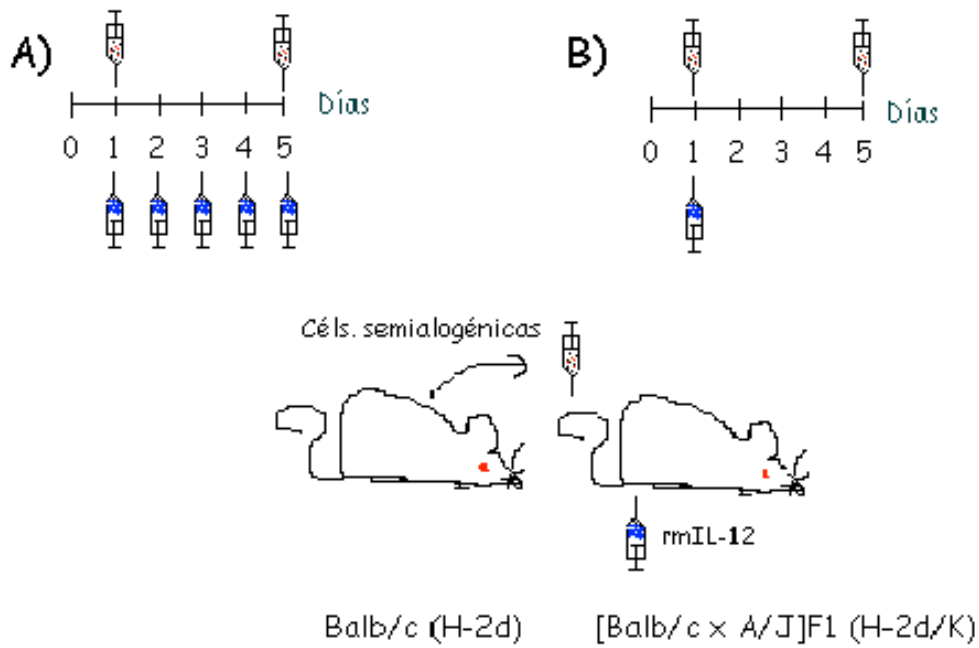 A)
Días
0 1 2 3 4 5
B)
Días
0 1 2 3 4 5
Céls. semialogénicas
rmIL-12
Balb/c (H-2d)
[Balb/c x A/J]F1 (H-2d/K)